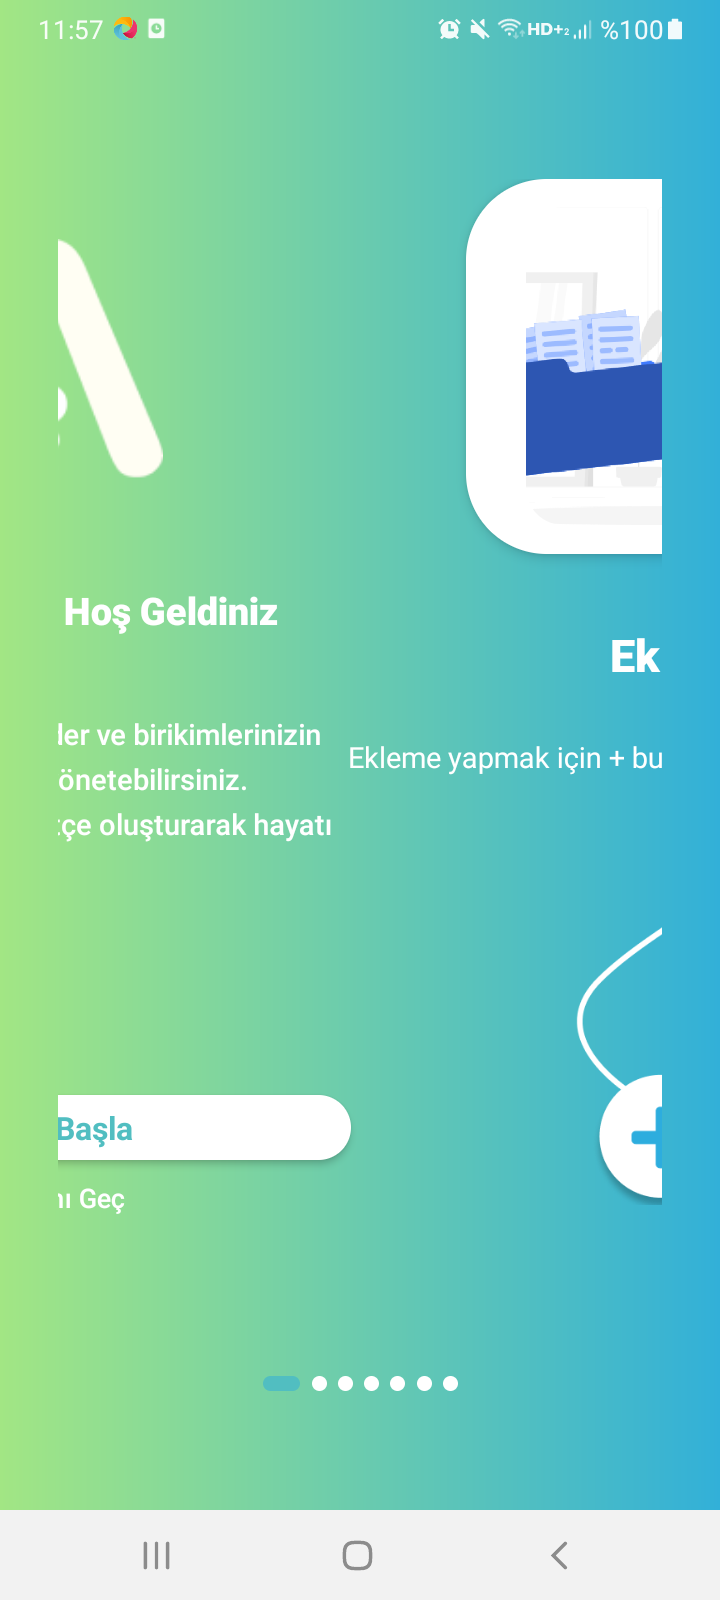 11:57
HD+2 %100
Hoş Geldiniz
Ek
ler ve birikimlerinizin
Ekleme yapmak için + bu
önetebilirsiniz.
çe oluşturarak hayatı
Başla
Geç